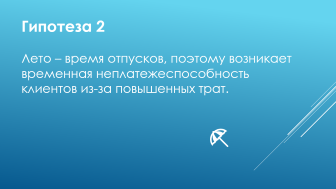 Гипотеза 2
Лето – время отпусков, поэтому возникает
временная неплатежеспособность
клиентов из-за повышенных трат.